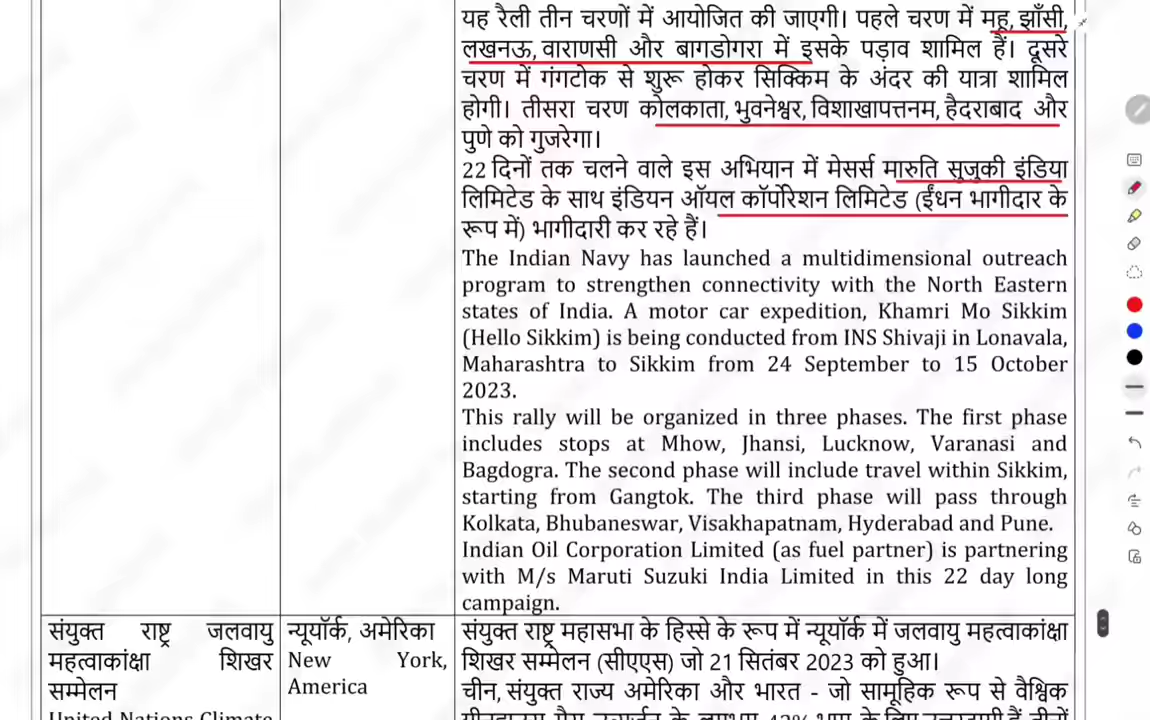 यह रैली तीन चरणों में आयोजित की जाएगी। पहले चरण में महू, झाँसी,
लखनऊ, वाराणसी और बागडोगरा में इसके पड़ाव शामिल हैं। दूसरे
चरण में गंगटोक से शुरू होकर सिक्किम के अंदर की यात्रा शामिल
होगी। तीसरा चरण कोलकाता, भुवनेश्वर, विशाखापत्तनम, हैदराबाद और
पुणे को गुजरेगा।
22 दिनों तक चलने वाले इस अभियान में मेसर्स मारुति सुजुकी इंडिया
लिमिटेड के साथ इंडियन ऑयल कॉर्पोरेशन लिमिटेड (ईंधन भागीदार के
रूप में) भागीदारी कर रहे हैं।
The Indian Navy has launched a multidimensional outreach
program to strengthen connectivity with the North Eastern
states of India. A motor car expedition, Khamri Mo Sikkim
(Hello Sikkim) is being conducted from INS Shivaji in Lonavala,
Maharashtra to Sikkim from 24 September to 15 October
2023.
This rally will be organized in three phases. The first phase
includes stops at Mhow, Jhansi, Lucknow, Varanasi and
Bagdogra. The second phase will include travel within Sikkim,
starting from Gangtok. The third phase will pass through
Kolkata, Bhubaneswar, Visakhapatnam, Hyderabad and Pune.
Indian Oil Corporation Limited (as fuel partner) is partnering
with M/s Maruti Suzuki India Limited in this 22 day long
campaign.
संयुक्त राष्ट्र जलवायु
महत्वाकांक्षा शिखर
सम्मेलन
United Nations Climate
न्यूयॉर्क, अमेरिका
New York,
America
संयुक्त राष्ट्र महासभा के हिस्से के रूप में न्यूयॉर्क में जलवायु महत्वाकांक्षा
शिखर सम्मेलन (सीएएस) जो 21 सितंबर 2023 को हुआ।
चीन, संयुक्त राज्य अमेरिका और भारत - जो सामूहिक रूप से वैश्विक